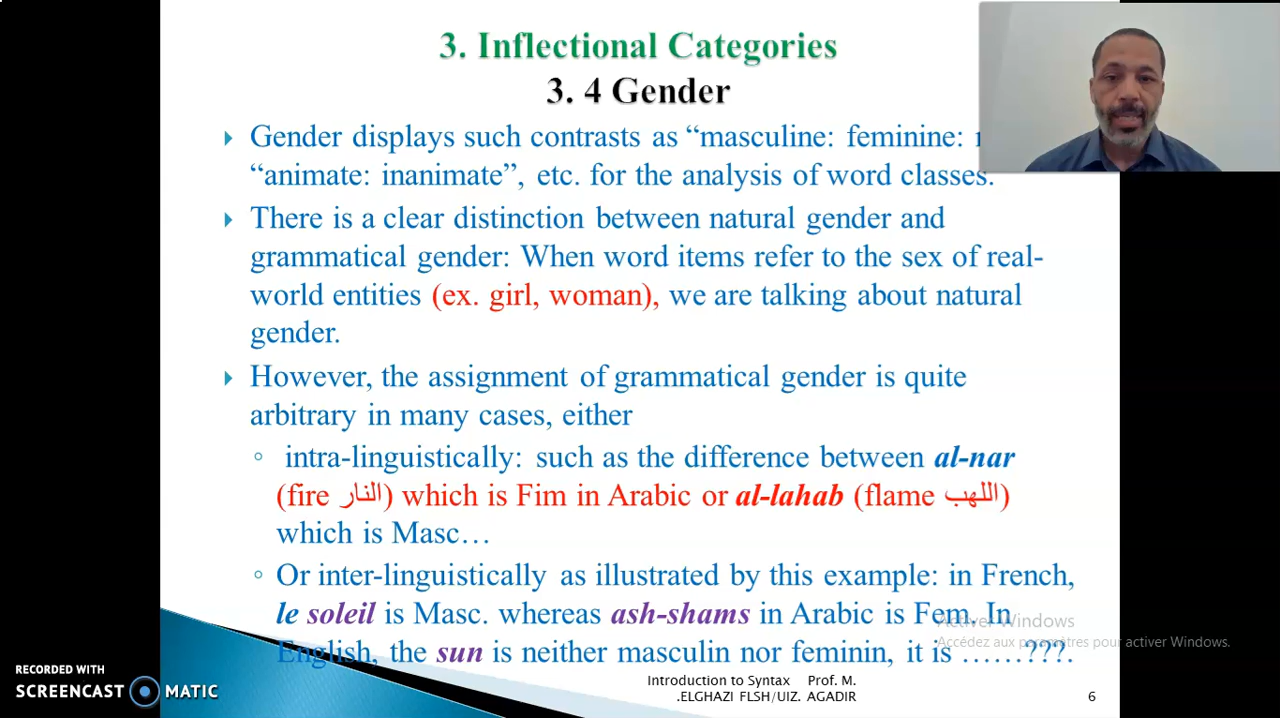 3. Inflectional Categories
3. 4 Gender
Gender displays such contrasts as “masculine: feminine:
“animate: inanimate”, etc. for the analysis of word classes.
There is a clear distinction between natural gender and
grammatical gender: When word items refer to the sex of real-
world entities (ex. girl, woman), we are talking about natural
gender.
However, the assignment of grammatical gender is quite
arbitrary in many cases, either
intra-linguistically: such as the difference between al-nar
(fire النار) which is Fim in Arabic or al-lahab (flame اللهب)
which is Masc…
Or inter-linguistically as illustrated by this example: in French,
le soleil is Masc. whereas ash-shams in Arabic is Fem. In
English, the sun is neither masculin nor feminin, it is ……???.
Activer Windows
Accédez aux paramètres pour activer Windows.
RECORDED WITH
SCREENCAST MATIC
Introduction to Syntax Prof. M.
.ELGHAZI FLSH/UIZ. AGADIR
6